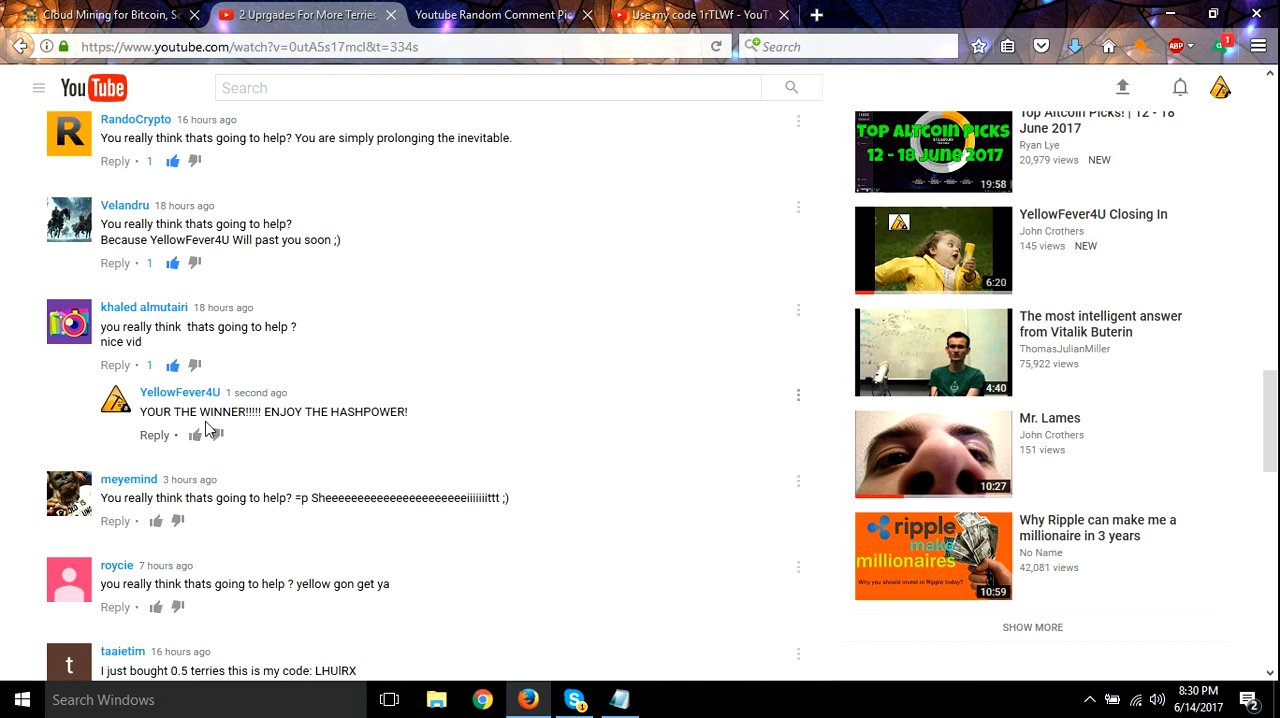 Cloud Mining for Bitcoin, Sc
2 Uprgades For More Terries
Youtube Random Comment Pic
Use my code 1rTLWf - YouT
https://www.youtube.com/watch?v=0utA5s17mcI&t=334s
Search
ABP
1
YouTube
Search
RandoCrypto 16 hours ago
You really think thats going to help? You are simply prolonging the inevitable.
Reply • 1
Velandru 18 hours ago
You really think thats going to help?
Because YellowFever4U Will past you soon ;)
Reply • 1
khaled almutairi 18 hours ago
you really think thats going to help ?
nice vid
Reply • 1
YellowFever4U 1 second ago
YOUR THE WINNER!!!!! ENJOY THE HASHPOWER!
Reply •
meyemind 3 hours ago
You really think thats going to help? =p Sheeeeeeeeeeeeeeeeeeeeeeiiiiiiittt ;)
Reply •
roycie 7 hours ago
you really think thats going to help ? yellow gon get ya
Reply •
t
taaietim 16 hours ago
I just bought 0.5 terries this is my code: LHUlRX
TOP ALTCOIN PICKS
12 - 18 JUNE 2017
19:58
Top Altcoin Picks! | 12 - 18
June 2017
Ryan Lye
20,979 views NEW
6:20
YellowFever4U Closing In
John Crothers
145 views NEW
4:40
The most intelligent answer
from Vitalik Buterin
ThomasJulianMiller
75,922 views
10:27
Mr. Lames
John Crothers
151 views
ripple
make
millionaires
Why you should invest in Ripple today?
10:59
Why Ripple can make me a
millionaire in 3 years
No Name
42,081 views
SHOW MORE
Search Windows
1
8:30 PM
6/14/2017
2